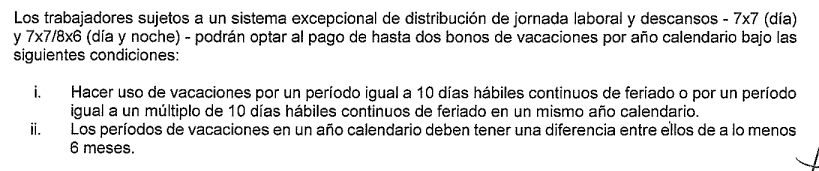 Los trabajadores sujetos a un sistema excepcional de distribución de jornada laboral y descansos - 7x7 (día)
y 7x7/8x6 (día y noche) - podrán optar al pago de hasta dos bonos de vacaciones por año calendario bajo las
siguientes condiciones:
i. Hacer uso de vacaciones por un período igual a 10 días hábiles continuos de feriado o por un período
igual a un múltiplo de 10 días hábiles continuos de feriado en un mismo año calendario.
ii. Los períodos de vacaciones en un año calendario deben tener una diferencia entre ellos de a lo menos
6 meses.